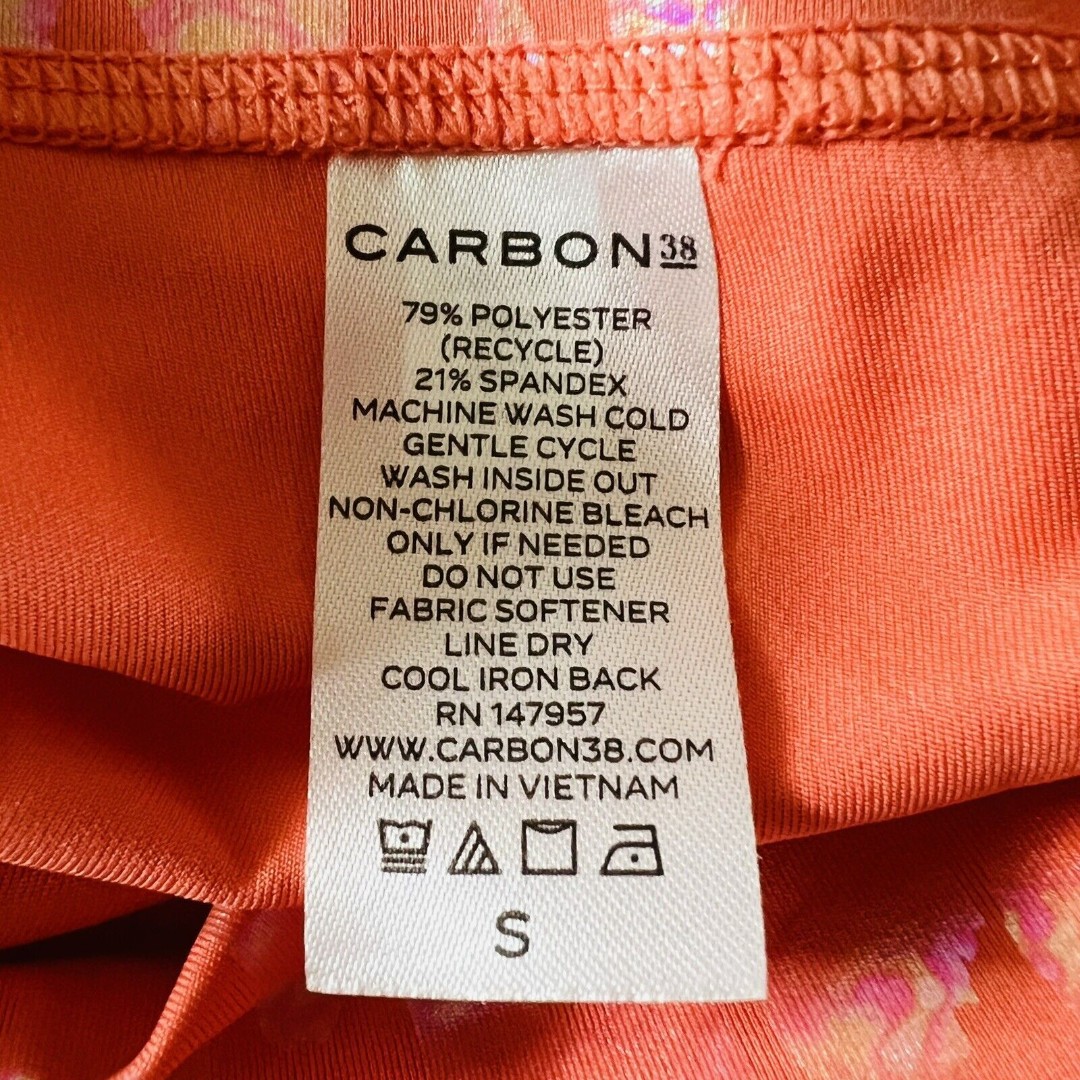 CARBON38
79% POLYESTER
(RECYCLE)
21% SPANDEX
MACHINE WASH COLD
GENTLE CYCLE
WASH INSIDE OUT
NON-CHLORINE BLEACH
ONLY IF NEEDED
DO NOT USE
FABRIC SOFTENER
LINE DRY
COOL IRON BACK
RN 147957
WWW.CARBON38.COM
MADE IN VIETNAM
S